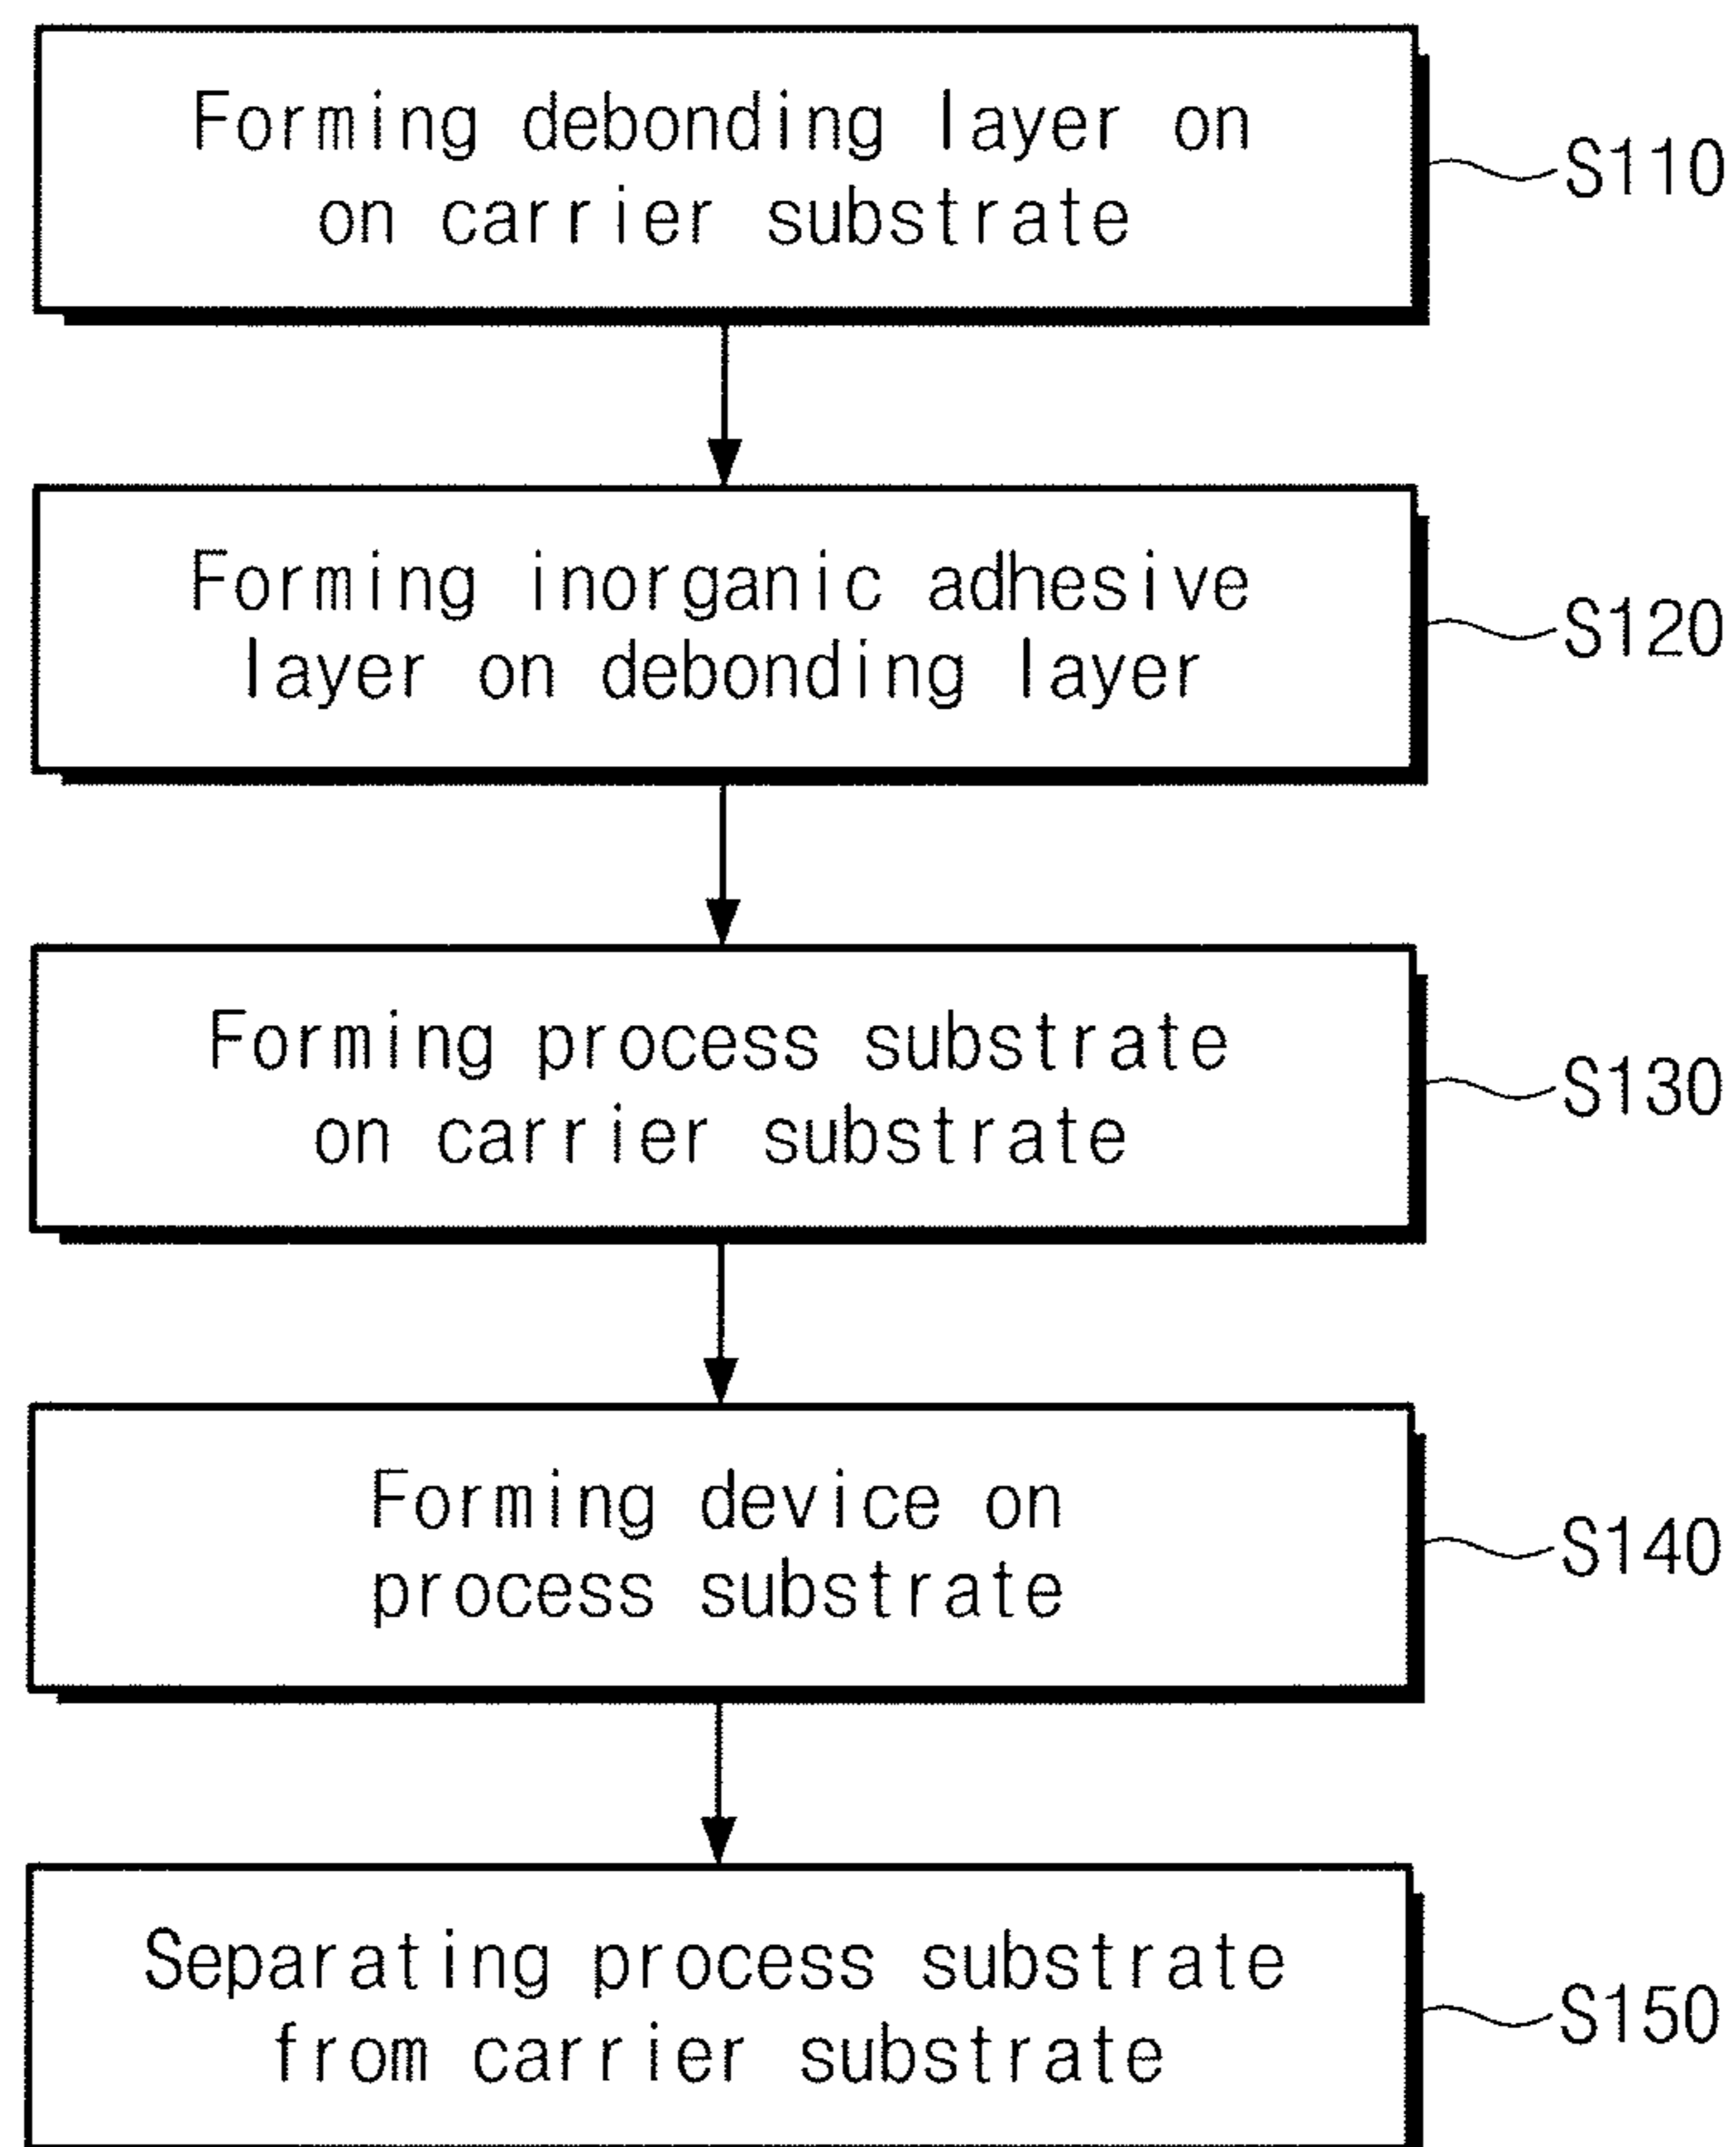 Forming debonding layer on
on carrier substrate
S110
Forming inorganic adhesive
layer on debonding layer
S120
Forming process substrate
on carrier substrate
S130
Forming device on
process substrate
S140
Separating process substrate
from carrier substrate
S150